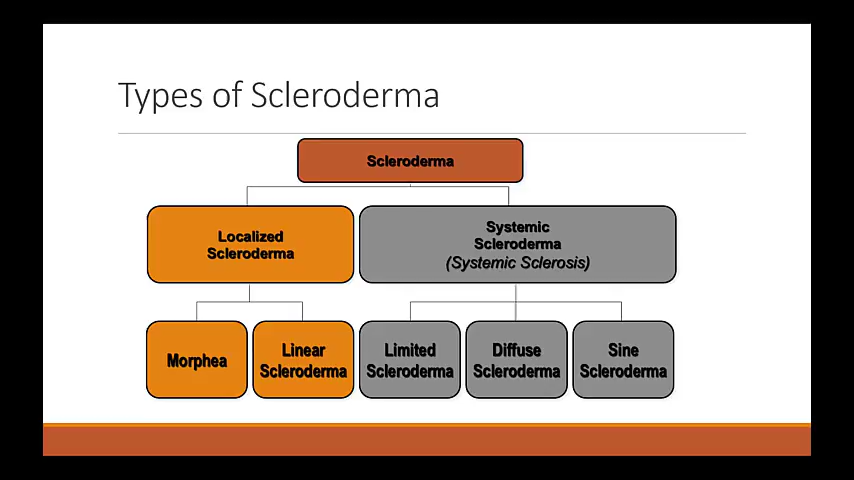 Types of Scleroderma
Scleroderma
Localized
Scleroderma
Systemic
Scleroderma
(Systemic Sclerosis)
Morphea
Linear
Scleroderma
Limited
Scleroderma
Diffuse
Scleroderma
Sine
Scleroderma